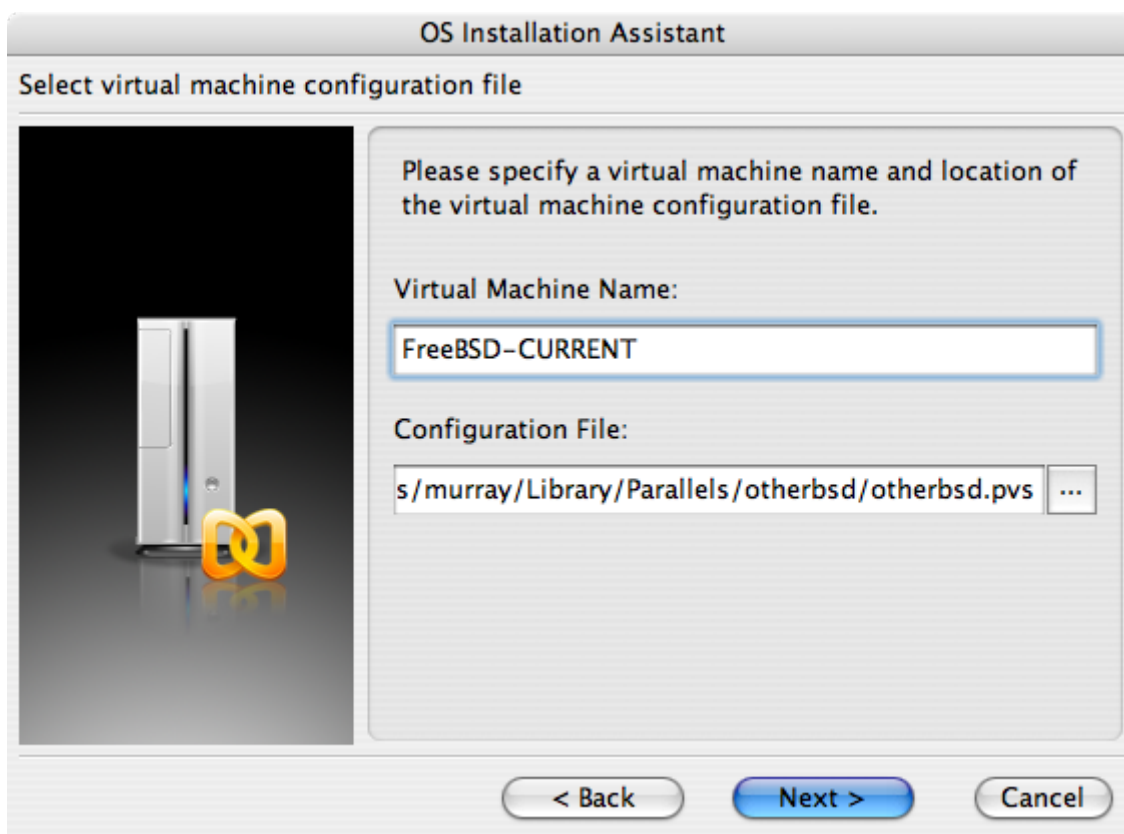 OS Installation Assistant
Select virtual machine configuration file
Please specify a virtual machine name and location of
the virtual machine configuration file.
Virtual Machine Name:
FreeBSD-CURRENT
Configuration File:
s/murray/Library/Parallels/otherbsd/otherbsd.pvs ...
< Back Next > Cancel